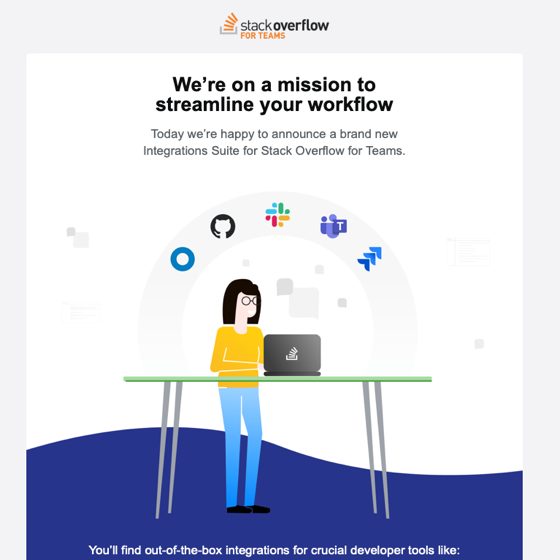 stackoverflow
FOR TEAMS
We’re on a mission to
streamline your workflow
Today we’re happy to announce a brand new
Integrations Suite for Stack Overflow for Teams.
T
You’ll find out-of-the-box integrations for crucial developer tools like: